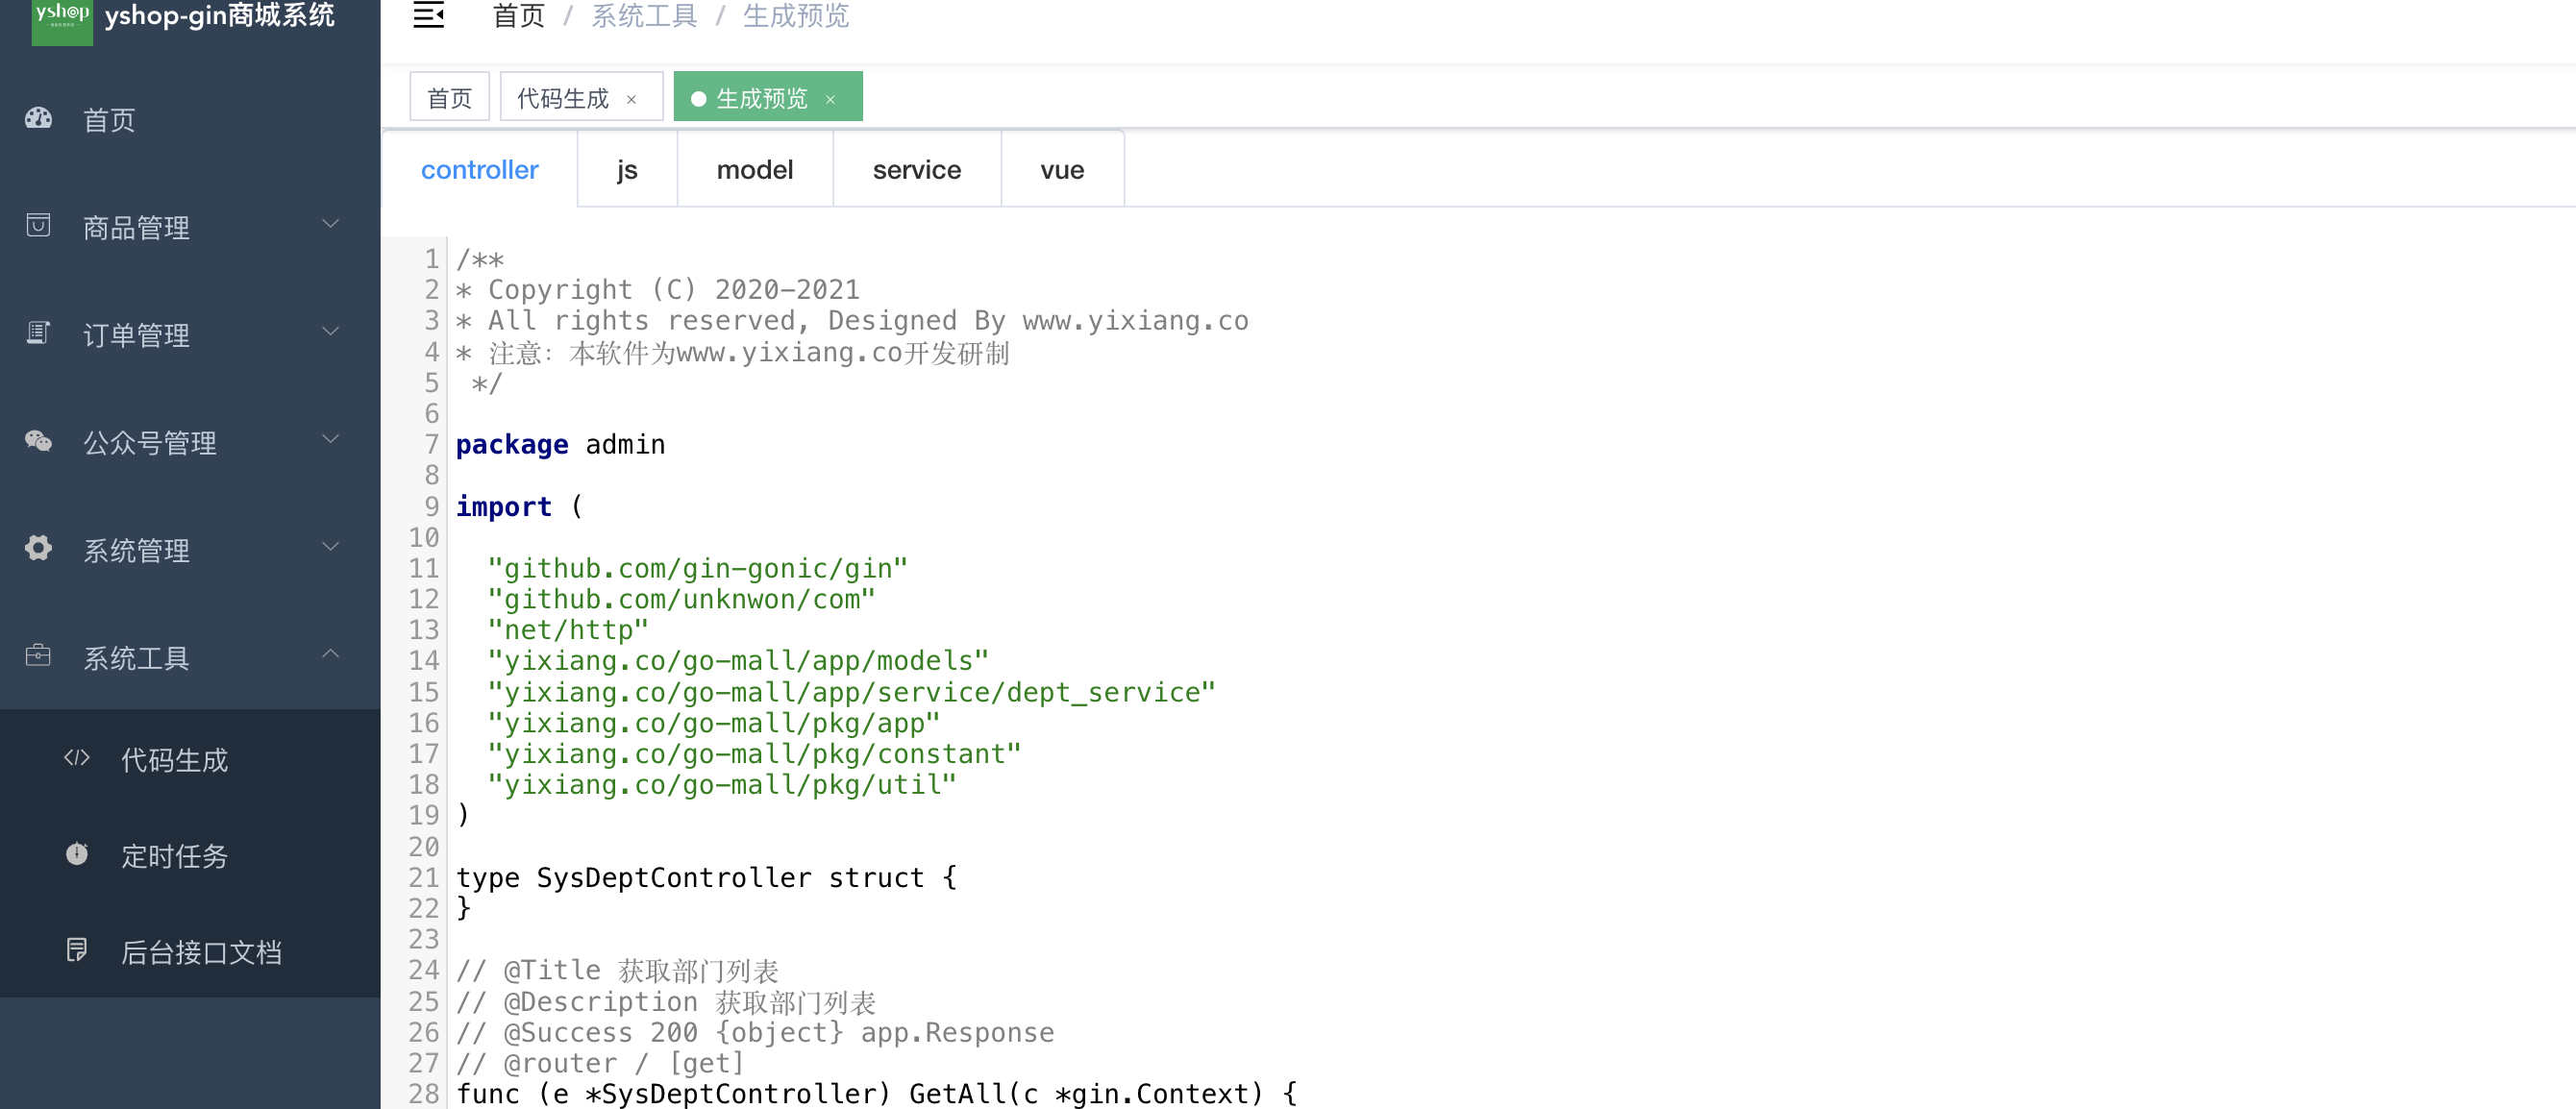 yshop
yshop-gin商城系统
首页
商品管理
订单管理
公众号管理
系统管理
系统工具
代码生成
定时任务
后台接口文档
首页 / 系统工具 / 生成预览
首页 代码生成 × 生成预览 ×
controller js model service vue
1 /**
2 * Copyright (C) 2020-2021
3 * All rights reserved, Designed By www.yixiang.co
4 * 注意：本软件为www.yixiang.co开发研制
5 */
6
7 package admin
8
9 import (
10
11 "github.com/gin-gonic/gin"
12 "github.com/unknwon/com"
13 "net/http"
14 "yixiang.co/go-mall/app/models"
15 "yixiang.co/go-mall/app/service/dept_service"
16 "yixiang.co/go-mall/pkg/app"
17 "yixiang.co/go-mall/pkg/constant"
18 "yixiang.co/go-mall/pkg/util"
19 )
20
21 type SysDeptController struct {
22 }
23
24 // @Title 获取部门列表
25 // @Description 获取部门列表
26 // @Success 200 {object} app.Response
27 // @router / [get]
28 func (e *SysDeptController) GetAll(c *gin.Context) {